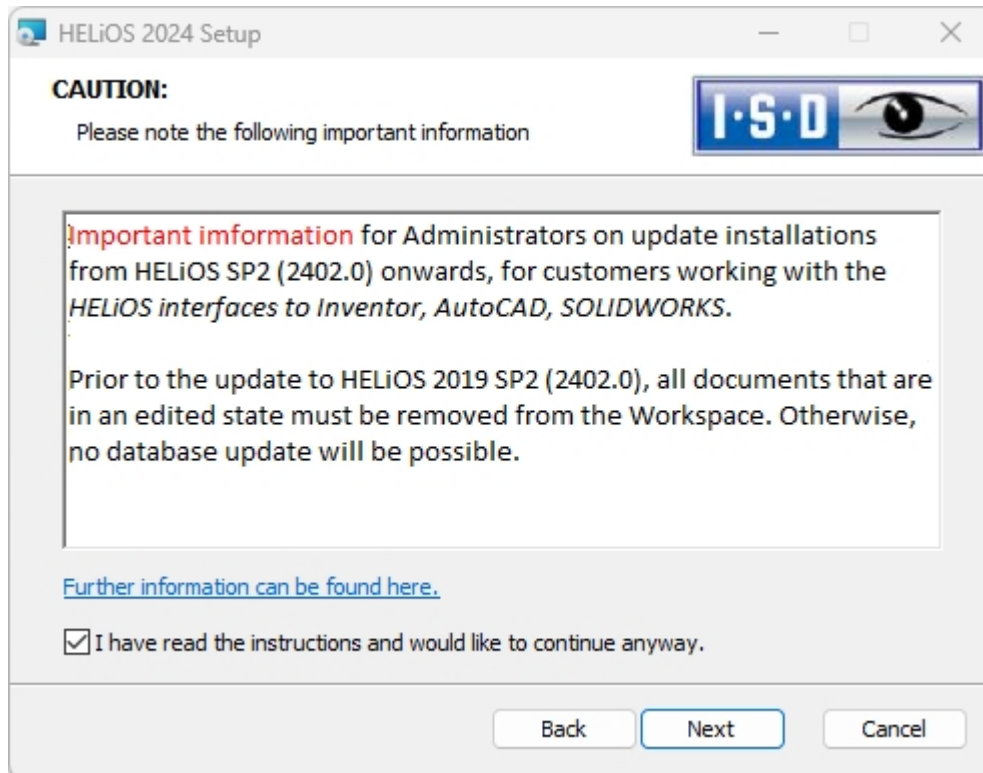 HELiOS 2024 Setup
CAUTION:
Please note the following important information
I·S·D
Important imformation for Administrators on update installations
from HELiOS SP2 (2402.0) onwards, for customers working with the
HELiOS interfaces to Inventor, AutoCAD, SOLIDWORKS.
Prior to the update to HELiOS 2019 SP2 (2402.0), all documents that are
in an edited state must be removed from the Workspace. Otherwise,
no database update will be possible.
Further information can be found here.
I have read the instructions and would like to continue anyway.
Back Next Cancel